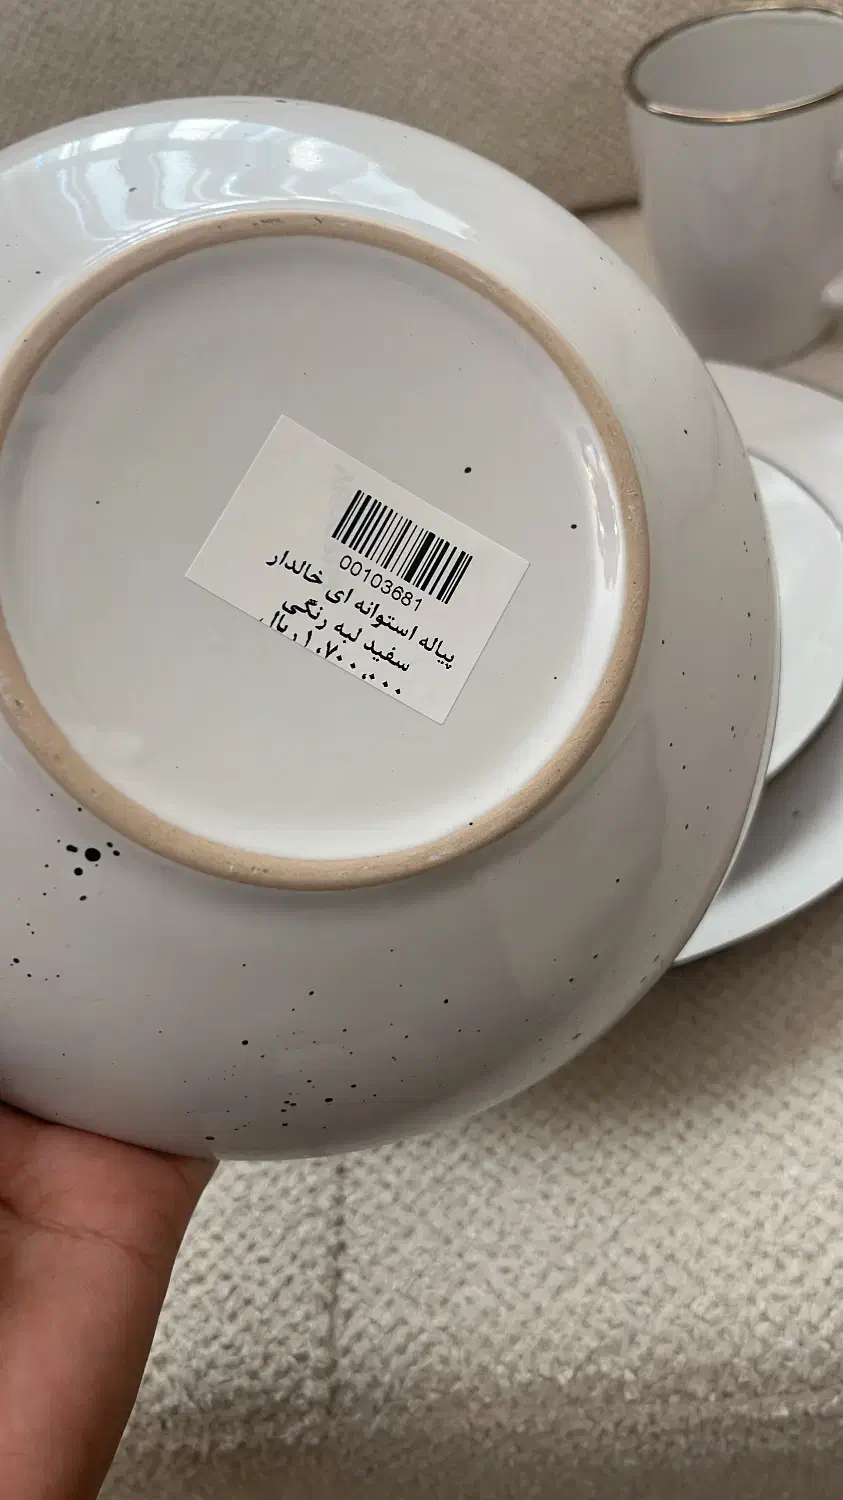 00103681
پیاله استوانه ای خالدار
سفید لبه رنگی
۱،۷۰۰،۰۰۰ ریال